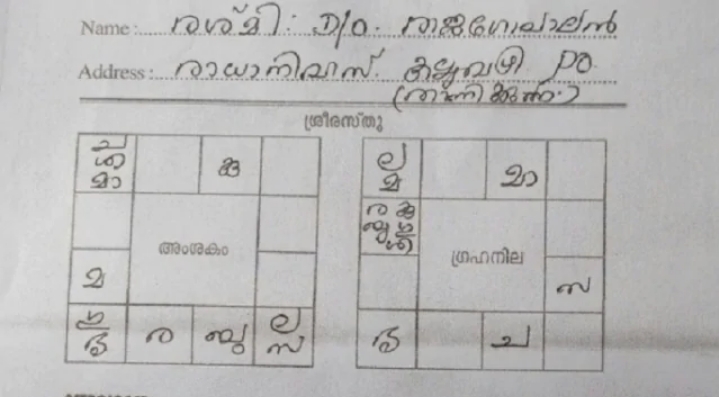 Name : രശ്മി: D/o. രാജഗോപാലൻ
Address : രാധാനിവാസ്. കല്ലുവഴി PO.
ശ്രീരസ്തു
മാ കു
അംശകം
മ
ര ബു ല
സ
ല മാ
മ
ര കു
ഗ്രഹനില
സ
ച